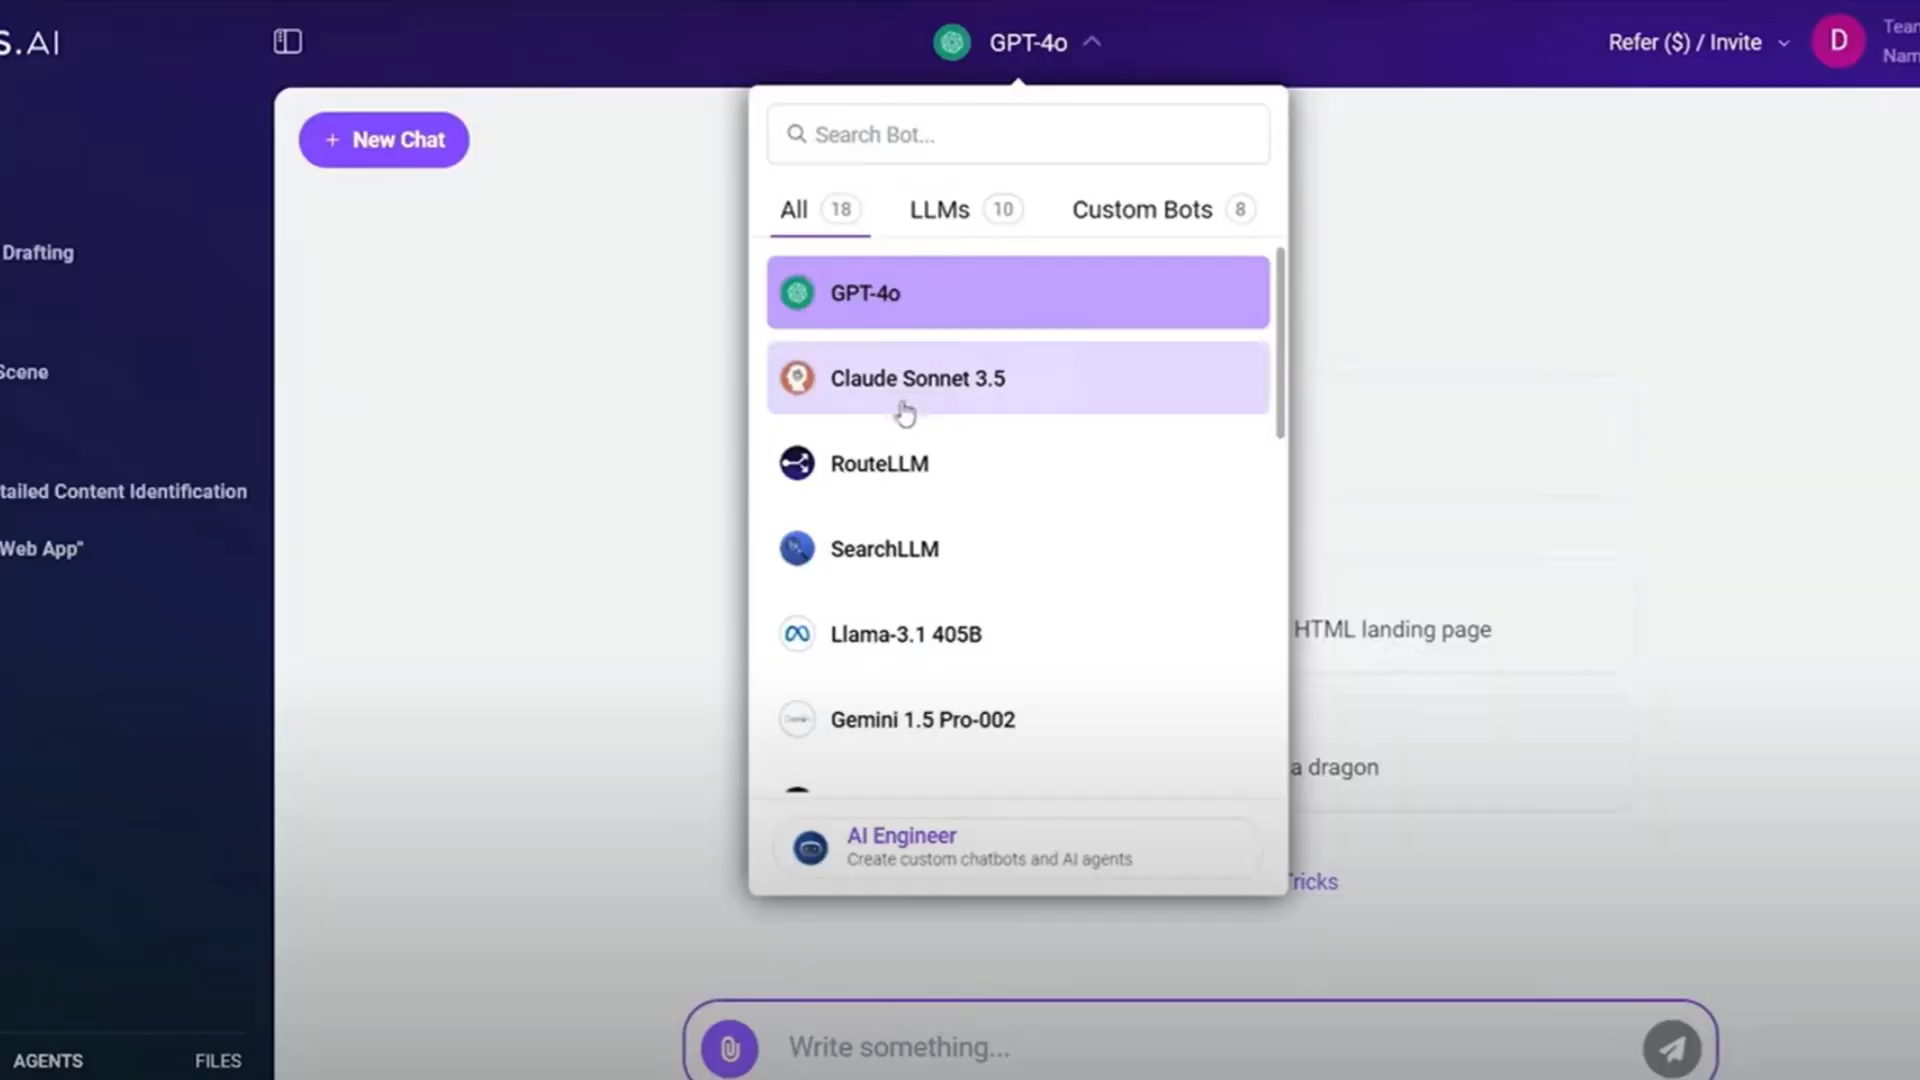 S.AI
GPT-4o
Refer ($) / Invite
D
New Chat
Search Bot...
All 18
LLMs 10
Custom Bots 8
Drafting
Scene
tailed Content Identification
Web App"
GPT-4o
Claude Sonnet 3.5
RouteLLM
SearchLLM
Llama-3.1 405B
Gemini 1.5 Pro-002
HTML landing page
a dragon
AI Engineer
Create custom chatbots and AI agents
ricks
Write something...
AGENTS
FILES